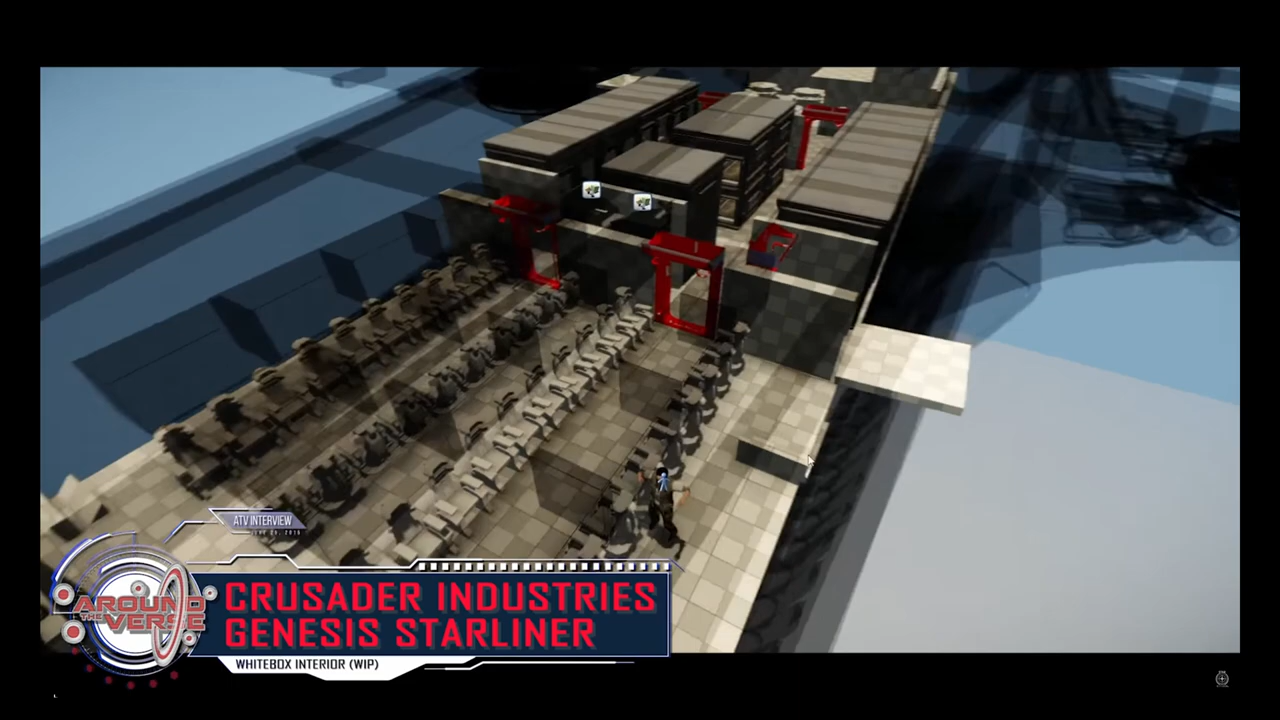 ATV INTERVIEW
CRUSADER INDUSTRIES
GENESIS STARLINER
AROUND
THE VERSE
WHITEBOX INTERIOR (WIP)